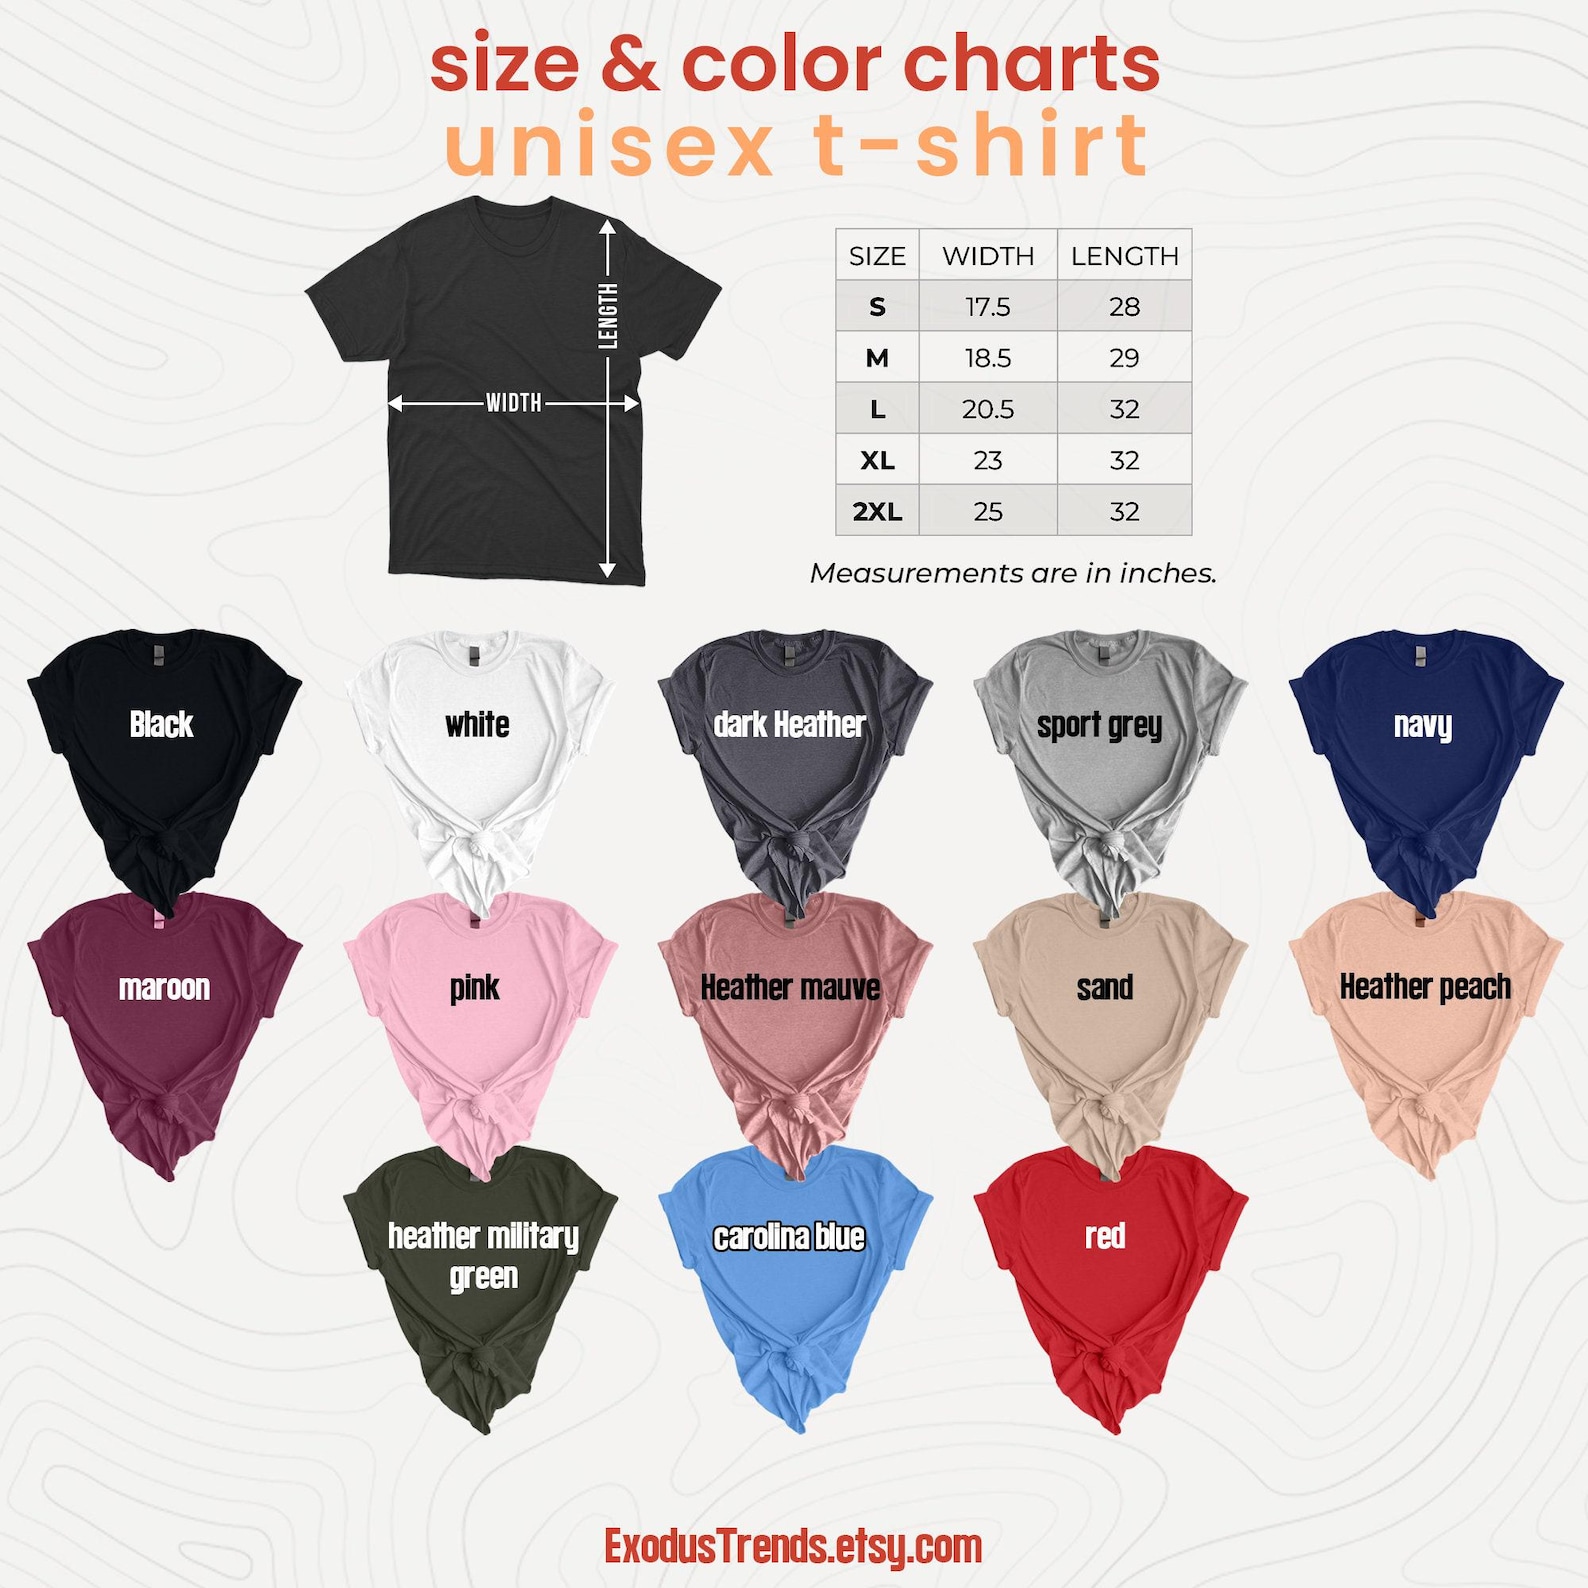 size & color charts
unisex t-shirt
LENGTH
WIDTH
SIZE WIDTH LENGTH
S 17.5 28
M 18.5 29
L 20.5 32
XL 23 32
2XL 25 32
Measurements are in inches.
Black
white
dark Heather
sport grey
navy
maroon
pink
Heather mauve
sand
Heather peach
heather military
green
carolina blue
red
ExodusTrends.etsy.com